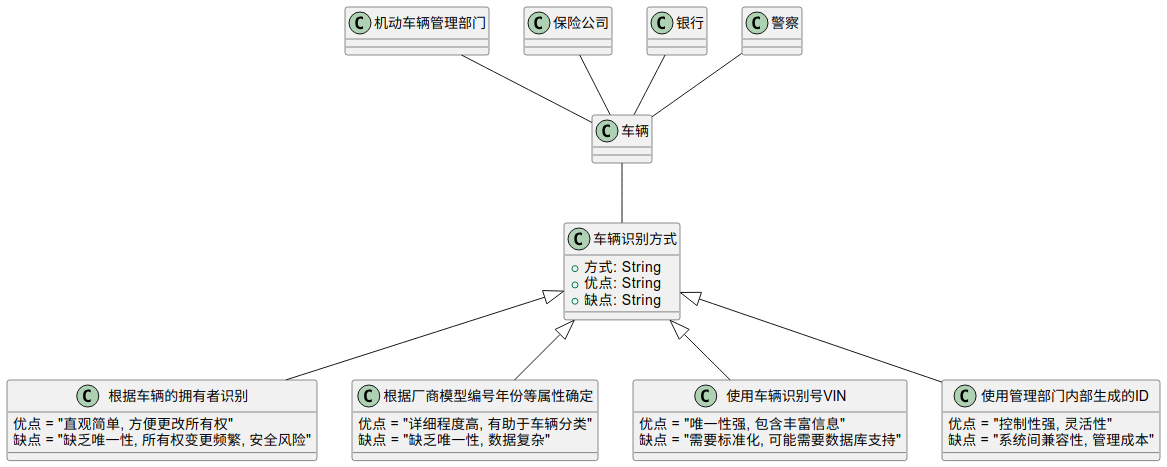 C 机动车辆管理部门
C 保险公司
C 银行
C 警察
C 车辆
C 车辆识别方式
方式: String
优点: String
缺点: String
C 根据车辆的拥有者识别
优点 = "直观简单, 方便更改所有权"
缺点 = "缺乏唯一性, 所有权变更频繁, 安全风险"
C 根据厂商模型编号年份等属性确定
优点 = "详细程度高, 有助于车辆分类"
缺点 = "缺乏唯一性, 数据复杂"
C 使用车辆识别号VIN
优点 = "唯一性强, 包含丰富信息"
缺点 = "需要标准化, 可能需要数据库支持"
C 使用管理部门内部生成的ID
优点 = "控制性强, 灵活性"
缺点 = "系统间兼容性, 管理成本"